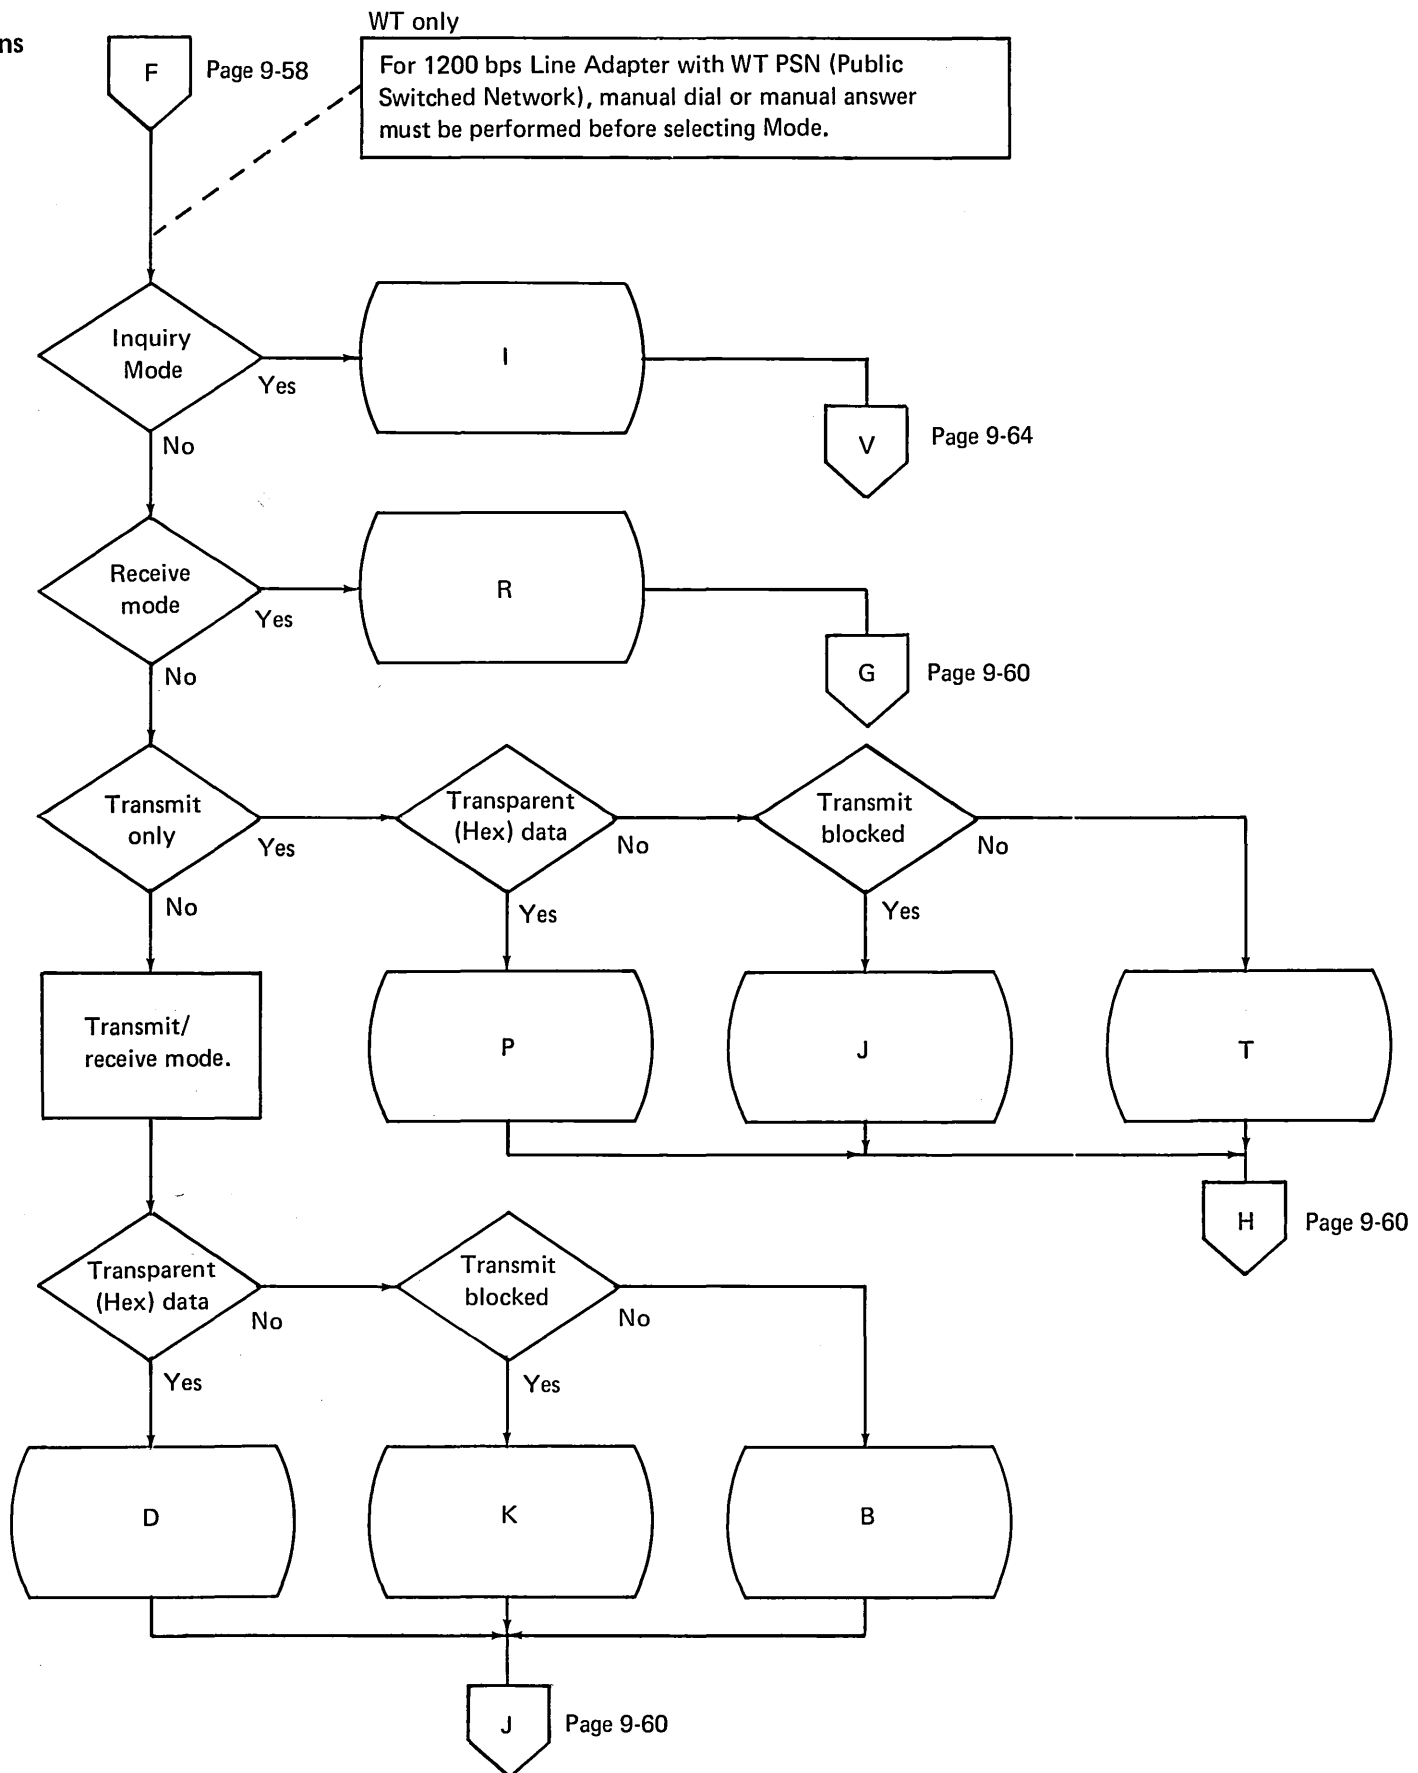 ns
WT only
F
Page 9-58
For 1200 bps Line Adapter with WT PSN (Public
Switched Network), manual dial or manual answer
must be performed before selecting Mode.
Inquiry
Mode
Yes
No
I
V
Page 9-64
Receive
mode
Yes
No
R
G
Page 9-60
Transmit
only
Yes
No
Transparent
(Hex) data
No
Yes
Transmit
blocked
No
Yes
Transmit/
receive mode.
P
J
T
H
Page 9-60
Transparent
(Hex) data
No
Yes
Transmit
blocked
No
Yes
D
K
B
J
Page 9-60